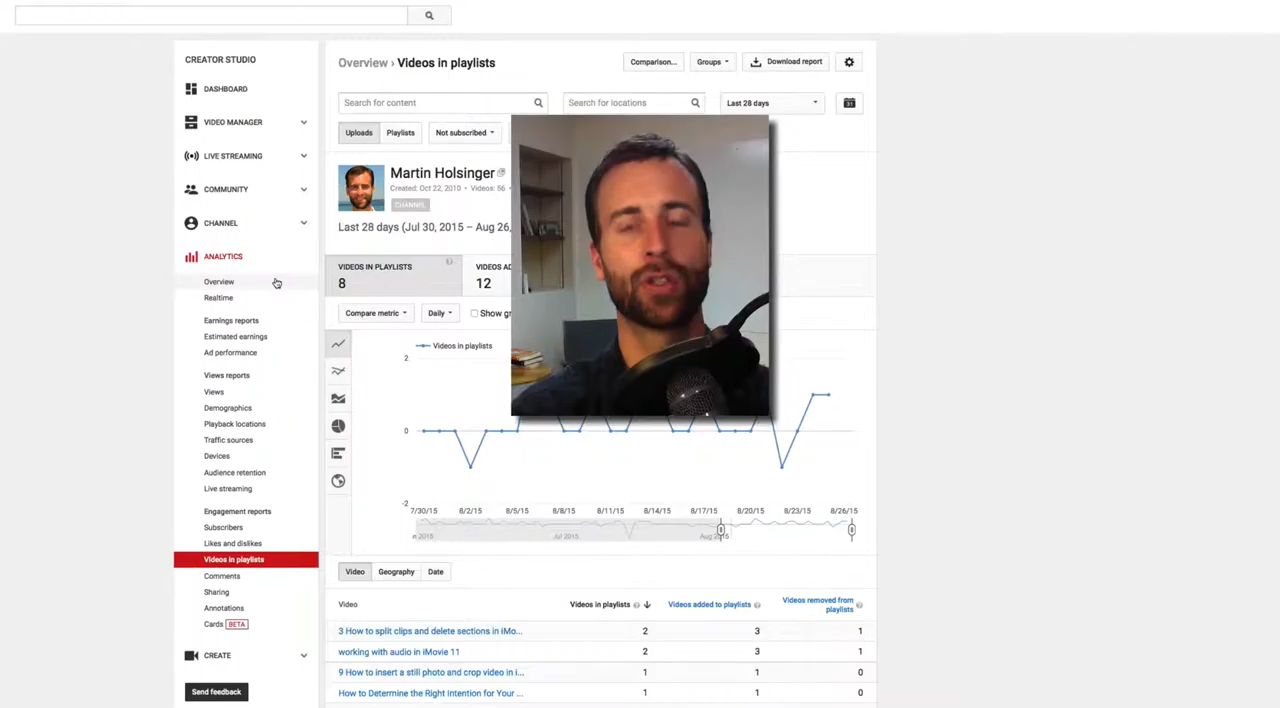 CREATOR STUDIO
DASHBOARD
VIDEO MANAGER
LIVE STREAMING
COMMUNITY
CHANNEL
ANALYTICS
Overview
Realtime
Earnings reports
Estimated earnings
Ad performance
Views reports
Views
Demographics
Playback locations
Traffic sources
Devices
Audience retention
Live streaming
Engagement reports
Subscribers
Likes and dislikes
Videos in playlists
Comments
Sharing
Annotations
Cards BETA
CREATE
Send feedback
Overview › Videos in playlists
Comparison... Groups Download report
Search for content Search for locations Last 28 days 31
Uploads Playlists Not subscribed
Martin Holsinger
Created: Oct 22, 2010 • Videos: 56 •
CHANNEL
Last 28 days (Jul 30, 2015 – Aug 26,
VIDEOS IN PLAYLISTS ? VIDEOS AD
8 12
Compare metric Daily Show gr
Videos in playlists
2
0
-2
7/30/15 8/2/15 8/5/15 8/8/15 8/11/15 8/14/15 8/17/15 8/20/15 8/23/15 8/26/15
n 2015 Jul 2015 Aug 2015
Video Geography Date
Video Videos in playlists ? Videos added to playlists ? Videos removed from playlists ?
3 How to split clips and delete sections in iMo... 2 3 1
working with audio in iMovie 11 2 3 1
9 How to insert a still photo and crop video in i... 1 1 0
How to Determine the Right Intention for Your ... 1 1 0